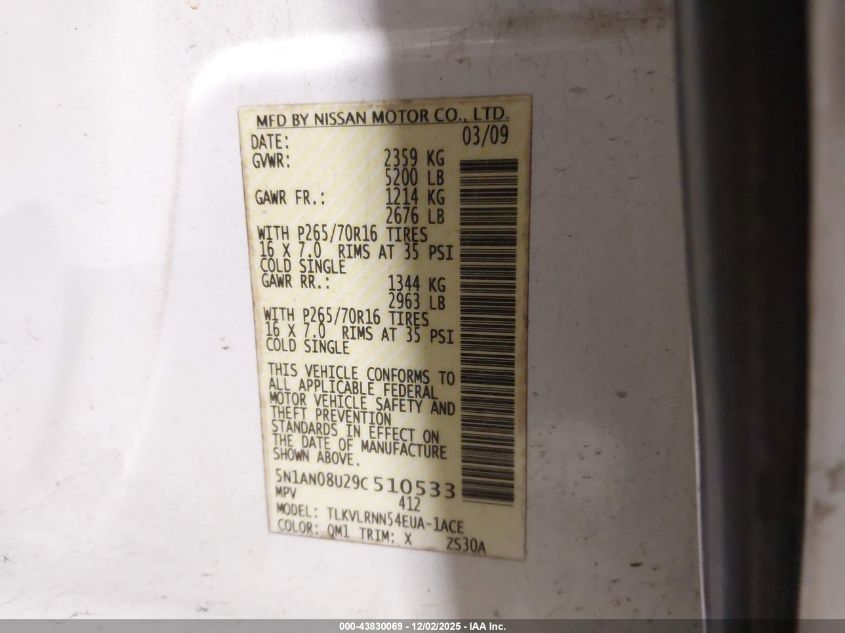 MFD BY NISSAN MOTOR CO., LTD.
DATE: 03/09
GVWR: 2359 KG
5200 LB
GAWR FR.: 1214 KG
2676 LB
WITH P265/70R16 TIRES
16 X 7.0 RIMS AT 35 PSI
COLD SINGLE
GAWR RR.: 1344 KG
2963 LB
WITH P265/70R16 TIRES
16 X 7.0 RIMS AT 35 PSI
COLD SINGLE
THIS VEHICLE CONFORMS TO
ALL APPLICABLE FEDERAL
MOTOR VEHICLE SAFETY AND
THEFT PREVENTION
STANDARDS IN EFFECT ON
THE DATE OF MANUFACTURE
SHOWN ABOVE.
5N1AN08U29C510533
MPV 412
MODEL: TLKVLRNN54EUA-1ACE
COLOR: QM1 TRIM: X ZS30A
000-43830069 - 12/02/2025 - IAA Inc.